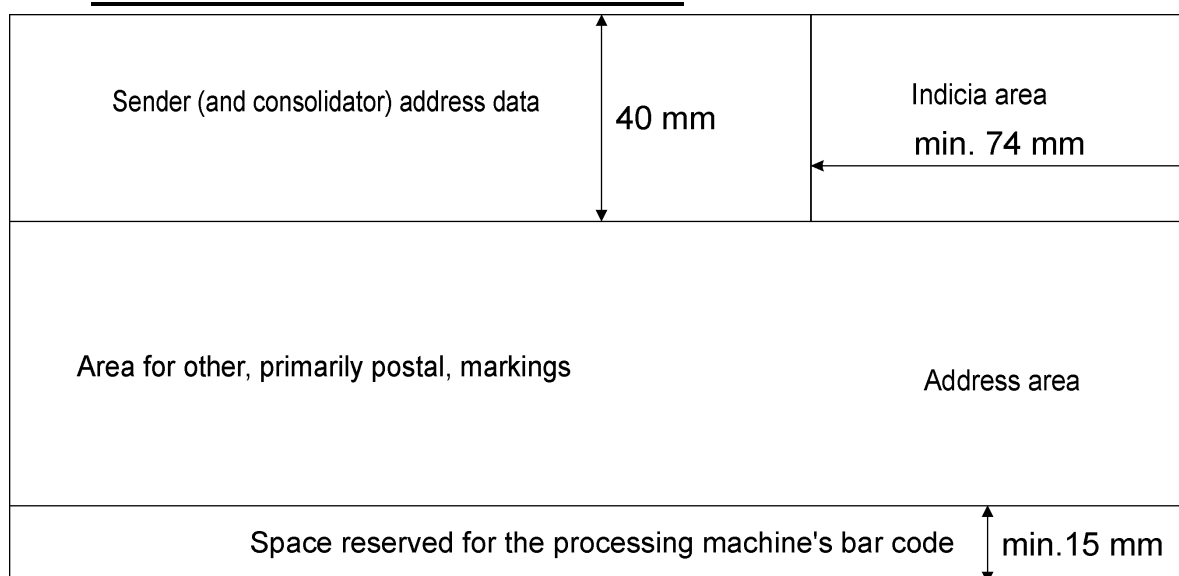 Sender (and consolidator) address data
40 mm
Indicia area
min. 74 mm
Area for other, primarily postal, markings
Address area
Space reserved for the processing machine's bar code
min.15 mm